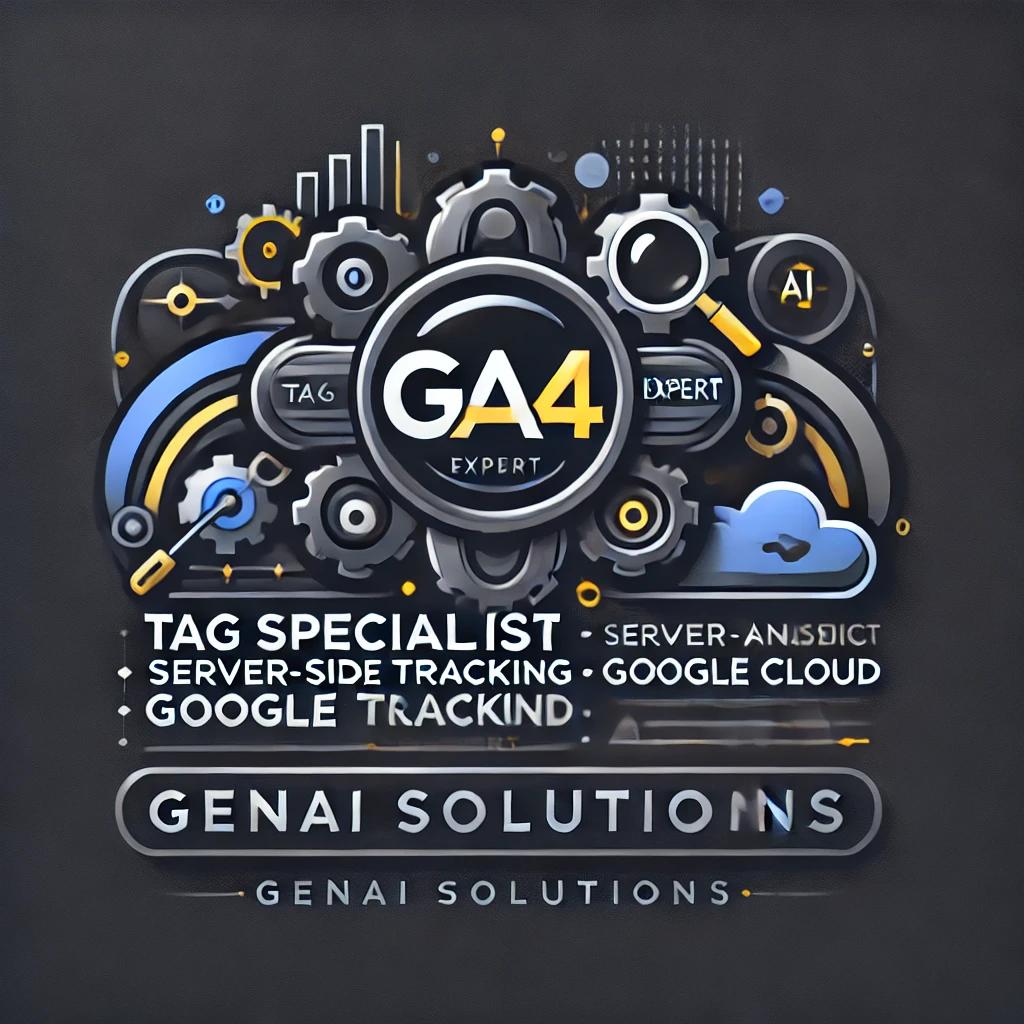 AI
TAG
GA4
EXPERT
EXPERT
TAG SPECIALIST
• SERVER-
SERVER-SIDE TRACKING • GOOGLE CLOUD
GOOGLE TRACKIND
GENAI SOLUTIONS
GENAI SOLUTIONS